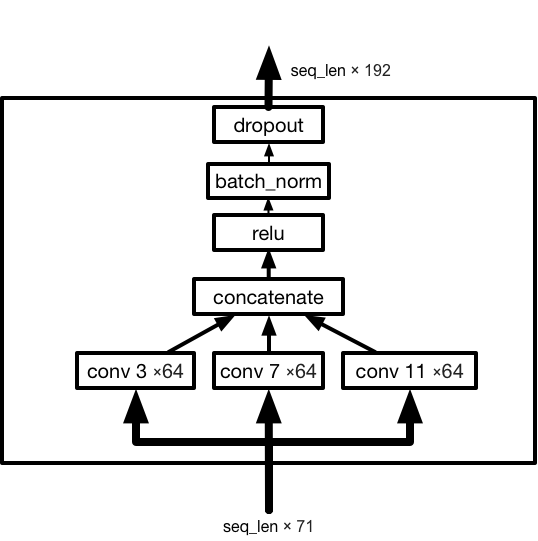 seq_len × 192
dropout
batch_norm
relu
concatenate
conv 3 ×64
conv 7 ×64
conv 11 ×64
seq_len × 71